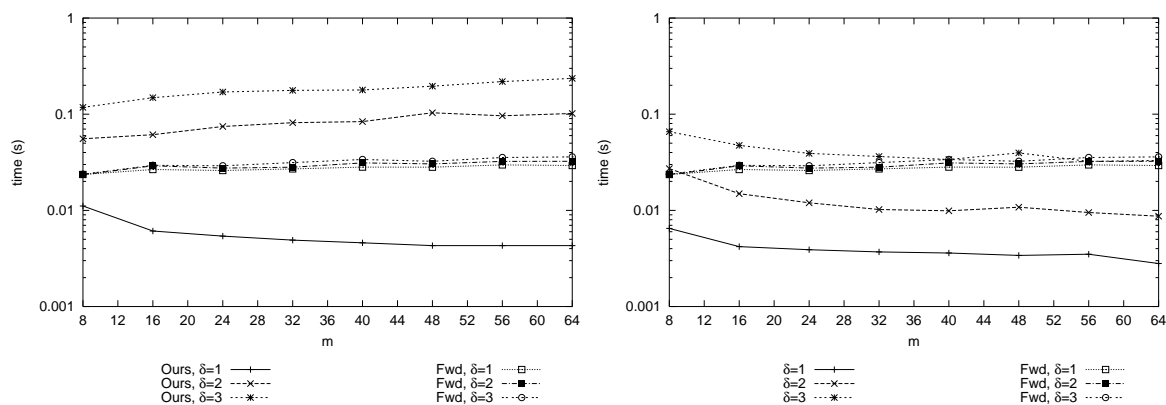 1
0.1
0.01
0.001
time (s)
8 12 16 20 24 28 32 36 40 44 48 52 56 60 64
m
Ours, δ=1
Ours, δ=2
Ours, δ=3
Fwd, δ=1
Fwd, δ=2
Fwd, δ=3
1
0.1
0.01
0.001
time (s)
8 12 16 20 24 28 32 36 40 44 48 52 56 60 64
m
δ=1
δ=2
δ=3
Fwd, δ=1
Fwd, δ=2
Fwd, δ=3